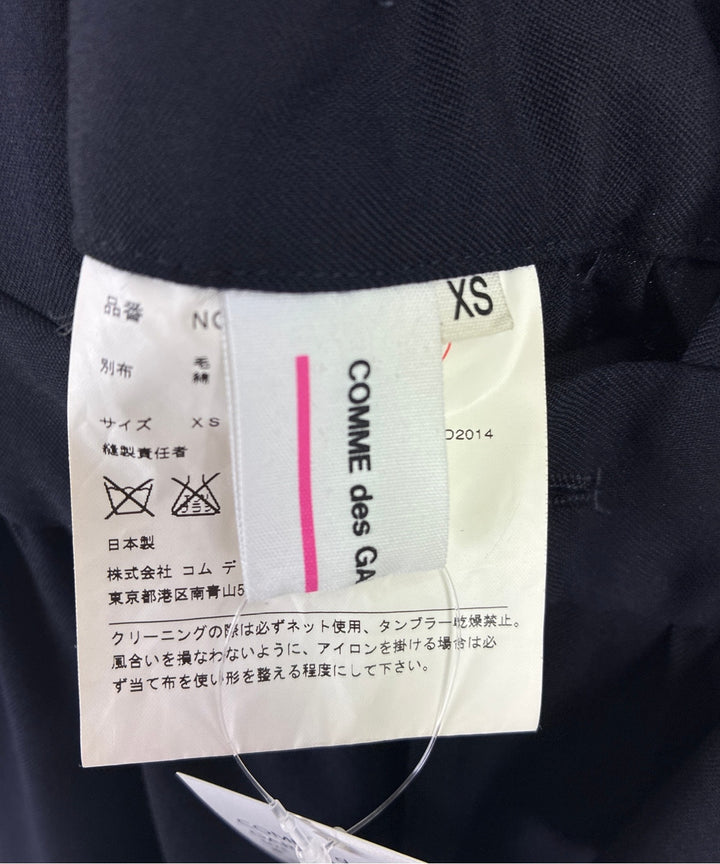 品番 NC
別布 毛
綿
サイズ XS
縫製責任者
日本製
株式会社 コム デ
東京都港区南青山5
クリーニングの際は必ずネット使用、タンブラー乾燥禁止。
風合いを損なわないように、アイロンを掛ける場合は必
ず当て布を使い形を整える程度にして下さい。
COMME des GA
XS
D2014